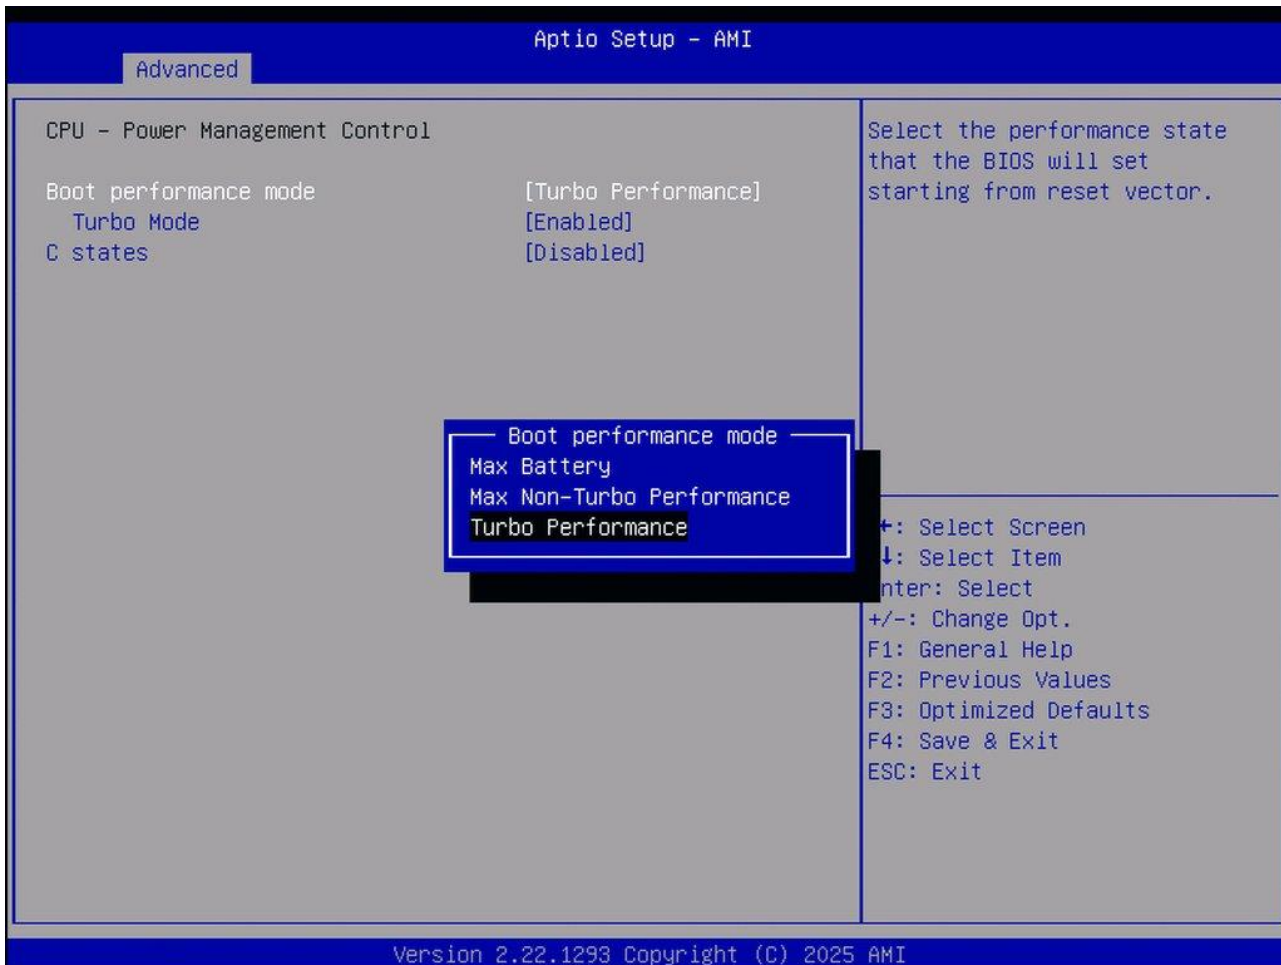 Aptio Setup - AMI
Advanced
CPU - Power Management Control
Boot performance mode [Turbo Performance]
Turbo Mode [Enabled]
C states [Disabled]
Select the performance state
that the BIOS will set
starting from reset vector.
Boot performance mode
Max Battery
Max Non-Turbo Performance
Turbo Performance
: Select Screen
↓: Select Item
nter: Select
+/-: Change Opt.
F1: General Help
F2: Previous Values
F3: Optimized Defaults
F4: Save & Exit
ESC: Exit
Version 2.22.1293 Copyright (C) 2025 AMI